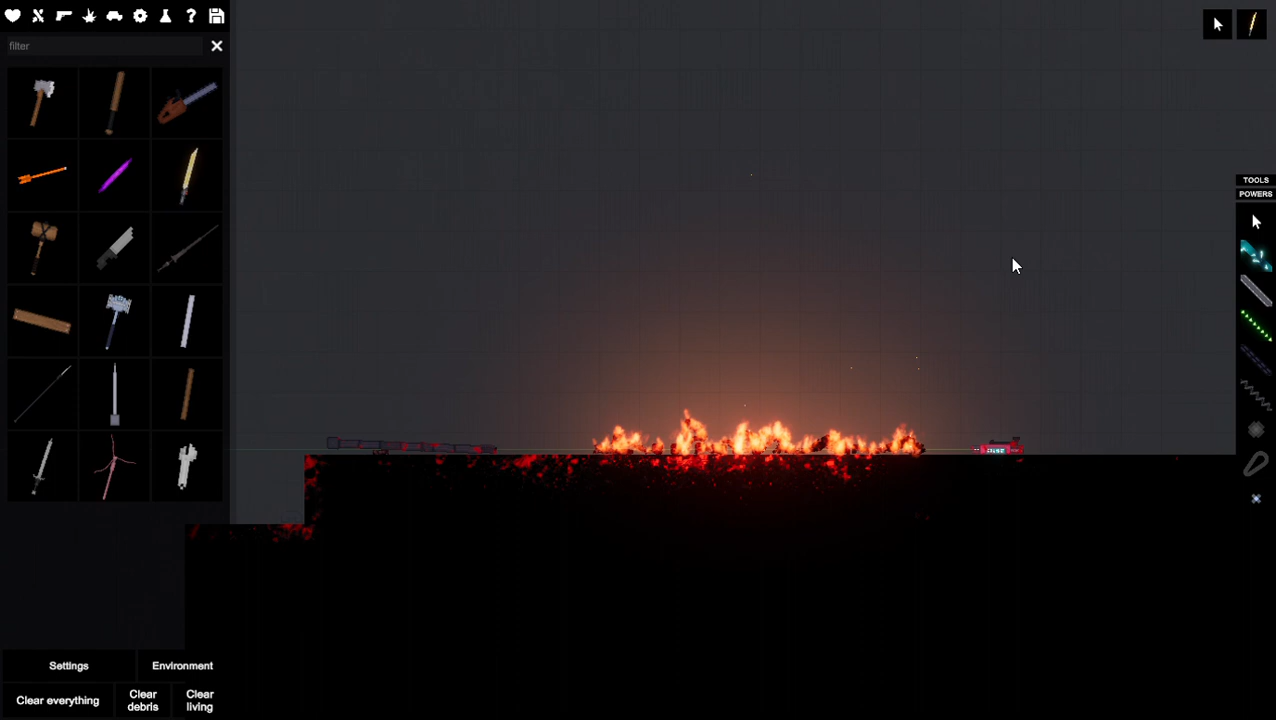 filter
TOOLS
POWERS
Settings
Environment
Clear everything
Clear
debris
Clear
living